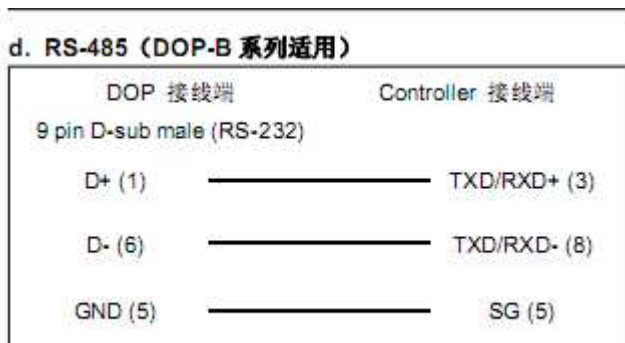 d. RS-485（DOP-B 系列适用）
DOP 接线端 Controller 接线端
9 pin D-sub male (RS-232)
D+ (1) TXD/RXD+ (3)
D- (6) TXD/RXD- (8)
GND (5) SG (5)